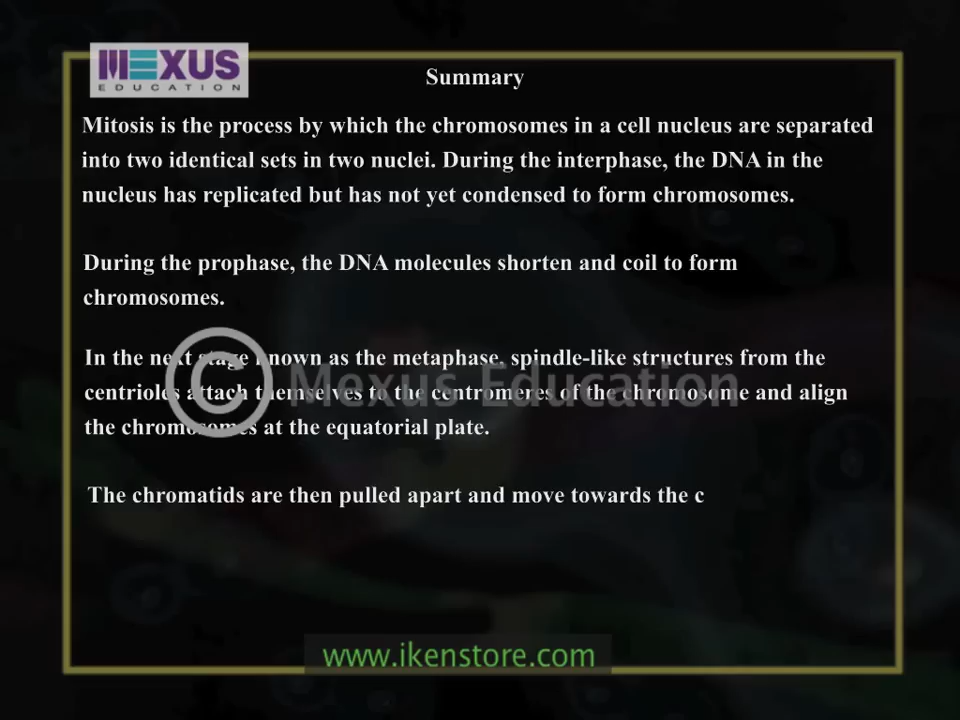 MEXUS
EDUCATION
Summary
Mitosis is the process by which the chromosomes in a cell nucleus are separated
into two identical sets in two nuclei. During the interphase, the DNA in the
nucleus has replicated but has not yet condensed to form chromosomes.
During the prophase, the DNA molecules shorten and coil to form
chromosomes.
In the next stage known as the metaphase, spindle-like structures from the
centrioles attach themselves to the centromeres of the chromosome and align
the chromosomes at the equatorial plate.
© Mexus Education
The chromatids are then pulled apart and move towards the c
www.ikenstore.com